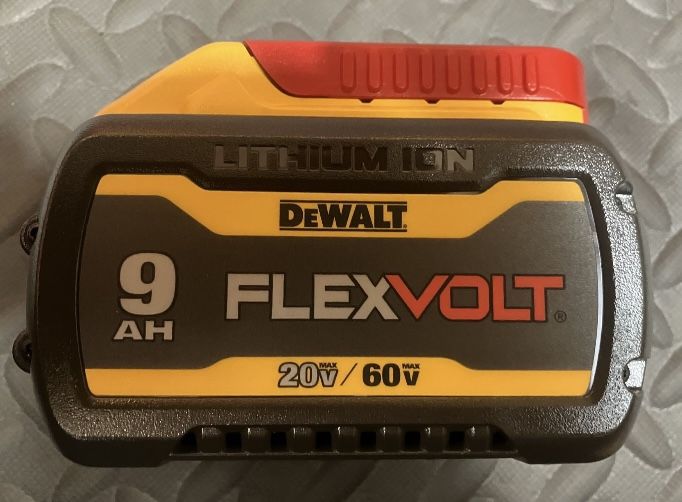 LITHIUM ION
DEWALT
9
AH
FLEXVOLT®
20V MAX / 60V MAX